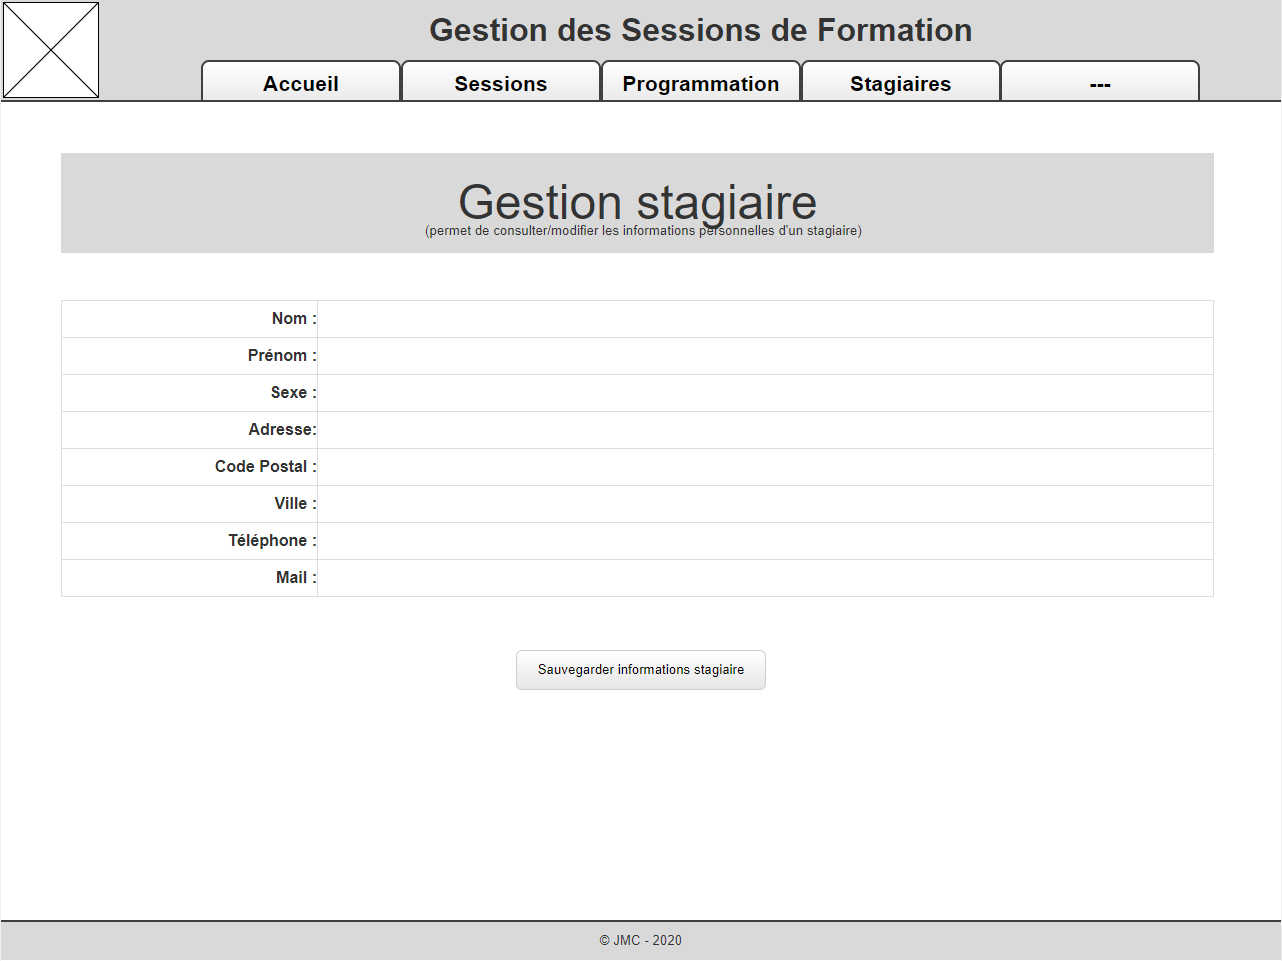 Gestion des Sessions de Formation
Accueil Sessions Programmation Stagiaires ---
Gestion stagiaire
(permet de consulter/modifier les informations personnelles d'un stagiaire)
Nom :
Prénom :
Sexe :
Adresse:
Code Postal :
Ville :
Téléphone :
Mail :
Sauvegarder informations stagiaire
© JMC - 2020